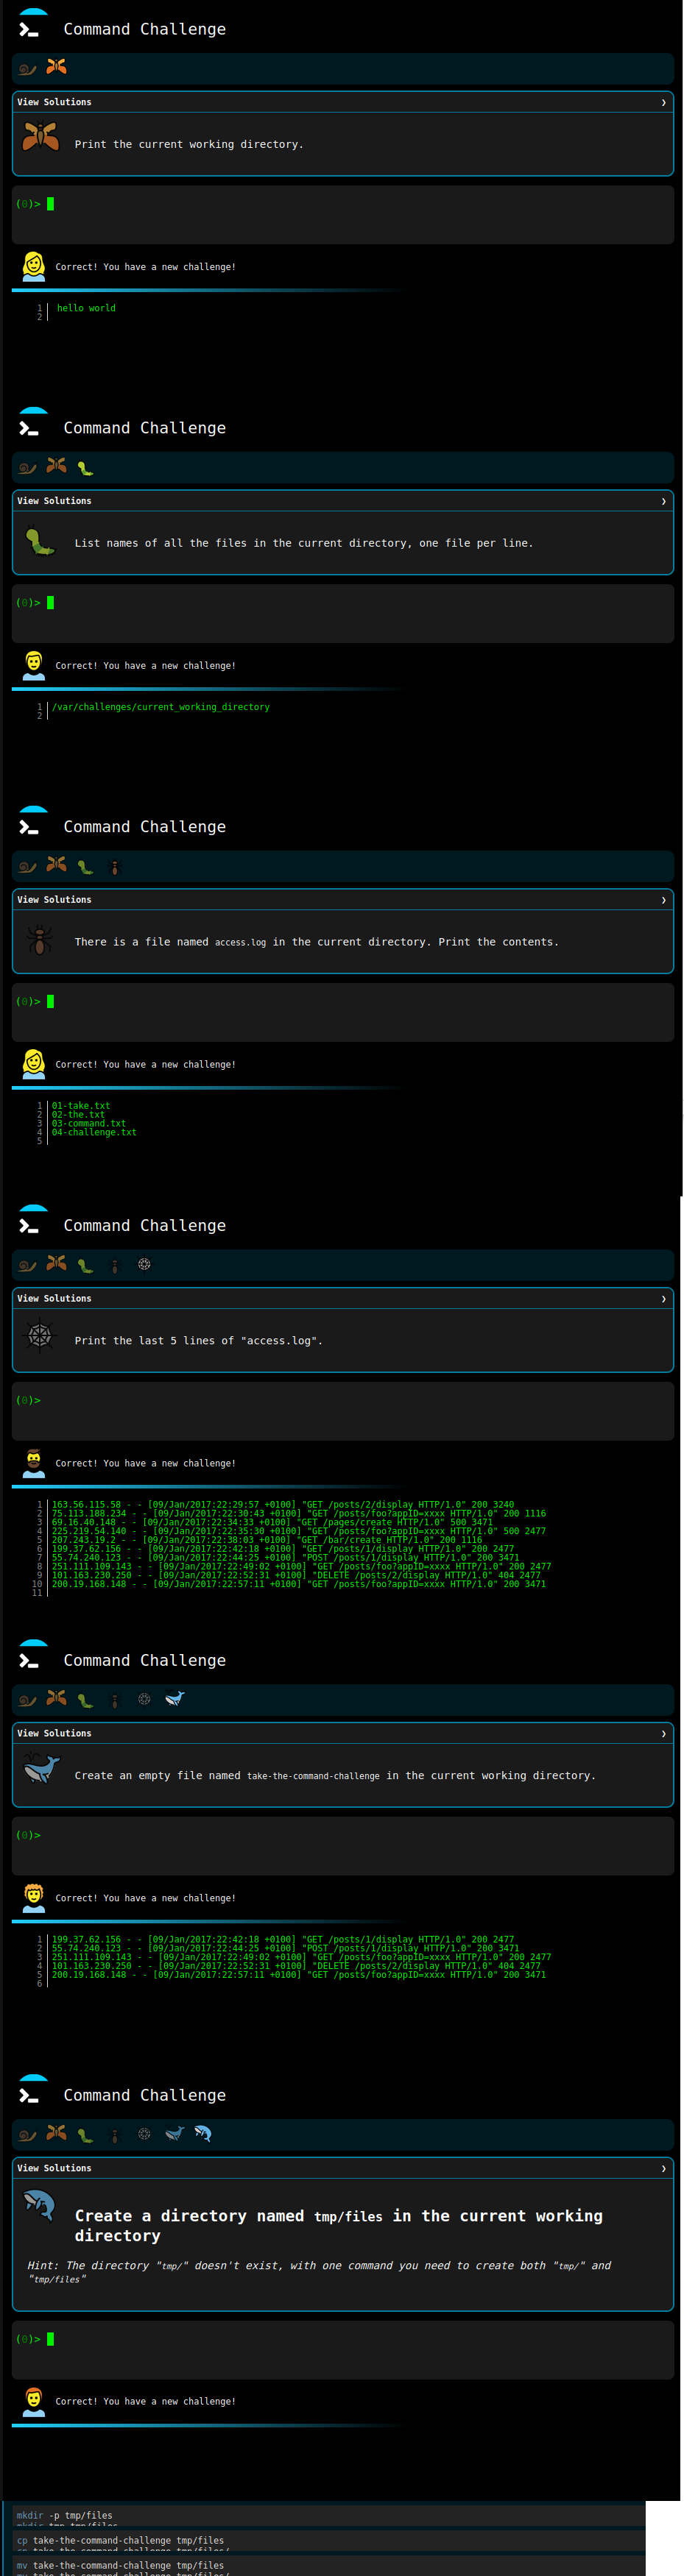 Command Challenge
View Solutions ❯
Print the current working directory.
(0)>
Correct! You have a new challenge!
1 hello world
2
Command Challenge
View Solutions ❯
List names of all the files in the current directory, one file per line.
(0)>
Correct! You have a new challenge!
1 /var/challenges/current_working_directory
2
Command Challenge
View Solutions ❯
There is a file named access.log in the current directory. Print the contents.
(0)>
Correct! You have a new challenge!
1 01-take.txt
2 02-the.txt
3 03-command.txt
4 04-challenge.txt
5
Command Challenge
View Solutions ❯
Print the last 5 lines of "access.log".
(0)>
Correct! You have a new challenge!
1 163.56.115.58 - - [09/Jan/2017:22:29:57 +0100] "GET /posts/2/display HTTP/1.0" 200 3240
2 75.113.188.234 - - [09/Jan/2017:22:30:43 +0100] "GET /posts/foo?appID=xxxx HTTP/1.0" 200 1116
3 69.16.40.148 - - [09/Jan/2017:22:34:33 +0100] "GET /pages/create HTTP/1.0" 500 3471
4 225.219.54.140 - - [09/Jan/2017:22:35:30 +0100] "GET /posts/foo?appID=xxxx HTTP/1.0" 500 2477
5 207.243.19.2 - - [09/Jan/2017:22:38:03 +0100] "GET /bar/create HTTP/1.0" 200 1116
6 199.37.62.156 - - [09/Jan/2017:22:42:18 +0100] "GET /posts/1/display HTTP/1.0" 200 2477
7 55.74.240.123 - - [09/Jan/2017:22:44:25 +0100] "POST /posts/1/display HTTP/1.0" 200 3471
8 251.111.109.143 - - [09/Jan/2017:22:49:02 +0100] "GET /posts/foo?appID=xxxx HTTP/1.0" 200 2477
9 101.163.230.250 - - [09/Jan/2017:22:52:31 +0100] "DELETE /posts/2/display HTTP/1.0" 404 2477
10 200.19.168.148 - - [09/Jan/2017:22:57:11 +0100] "GET /posts/foo?appID=xxxx HTTP/1.0" 200 3471
11
Command Challenge
View Solutions ❯
Create an empty file named take-the-command-challenge in the current working directory.
(0)>
Correct! You have a new challenge!
1 199.37.62.156 - - [09/Jan/2017:22:42:18 +0100] "GET /posts/1/display HTTP/1.0" 200 2477
2 55.74.240.123 - - [09/Jan/2017:22:44:25 +0100] "POST /posts/1/display HTTP/1.0" 200 3471
3 251.111.109.143 - - [09/Jan/2017:22:49:02 +0100] "GET /posts/foo?appID=xxxx HTTP/1.0" 200 2477
4 101.163.230.250 - - [09/Jan/2017:22:52:31 +0100] "DELETE /posts/2/display HTTP/1.0" 404 2477
5 200.19.168.148 - - [09/Jan/2017:22:57:11 +0100] "GET /posts/foo?appID=xxxx HTTP/1.0" 200 3471
6
Command Challenge
View Solutions ❯
Create a directory named tmp/files in the current working
directory
Hint: The directory "tmp/" doesn't exist, with one command you need to create both "tmp/" and
"tmp/files"
(0)>
Correct! You have a new challenge!
mkdir -p tmp/files
cp take-the-command-challenge tmp/files
mv take-the-command-challenge tmp/files